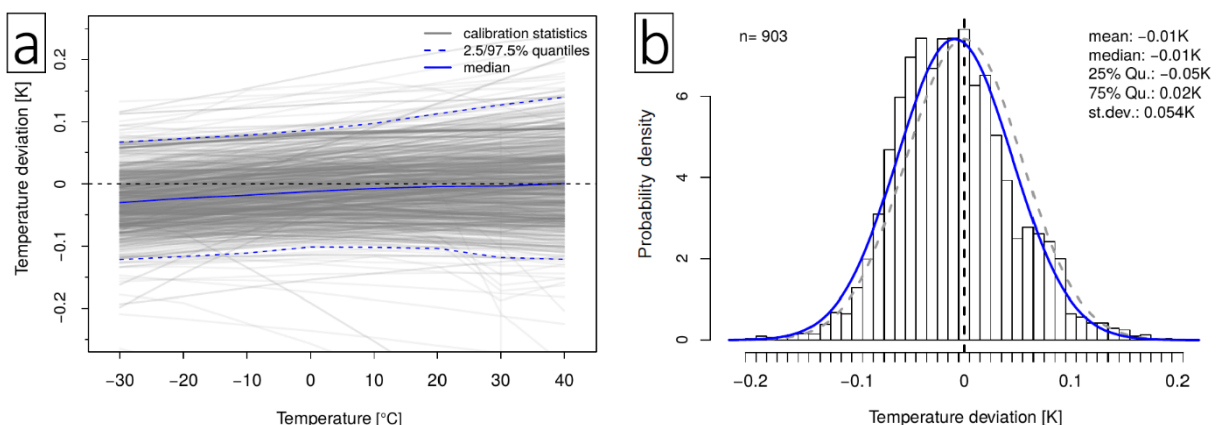 a
calibration statistics
2.5/97.5% quantiles
median
Temperature deviation [K]
0.2
0.1
0
−0.1
−0.2
−30 −20 −10 0 10 20 30 40
Temperature [°C]
b
n= 903
mean: −0.01K
median: −0.01K
25% Qu.: −0.05K
75% Qu.: 0.02K
st.dev.: 0.054K
Probability density
6
4
2
0
−0.2 −0.1 0 0.1 0.2
Temperature deviation [K]